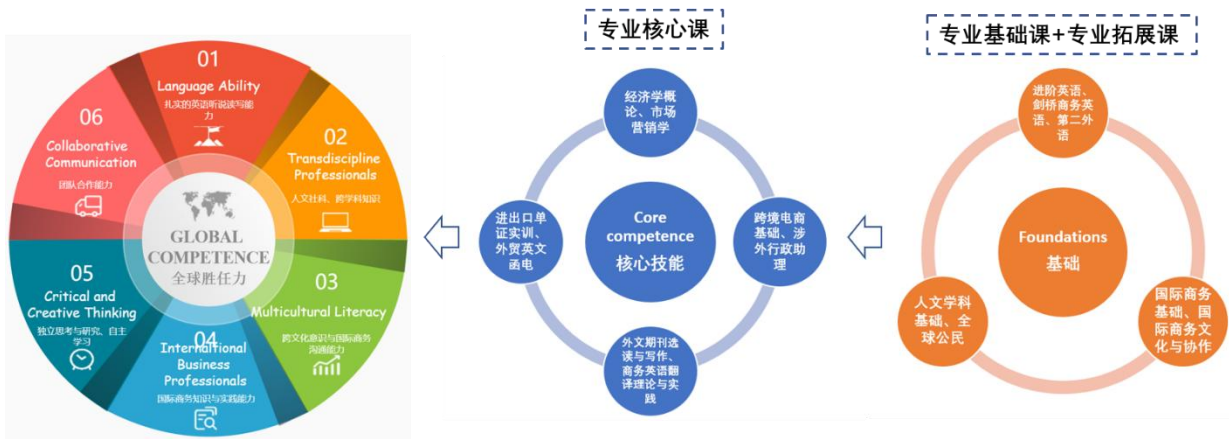 01
Language Ability
扎实的英语听说读写能
力
02
Transdiscipline
Professionals
人文社科、跨学科知识
03
Multicultural Literacy
跨文化意识与国际商务
沟通能力
04
International
Business
Professionals
国际商务知识与实践能力
05
Critical and
Creative Thinking
独立思考与研究、自主
学习
06
Collaborative
Communication
团队合作能力
GLOBAL
COMPETENCE
全球胜任力
专业核心课
经济学概
论、市场
营销学
跨境电商
基础、涉
外行政助
理
外文期刊选
读与写作、
商务英语翻
译理论与实
践
进出口单
证实训、
外贸英文
函电
Core
competence
核心技能
专业基础课+专业拓展课
进阶英语、
剑桥商务英
语、第二外
语
国际商务
基础、国
际商务文
化与协作
人文学科
基础、全
球公民
Foundations
基础